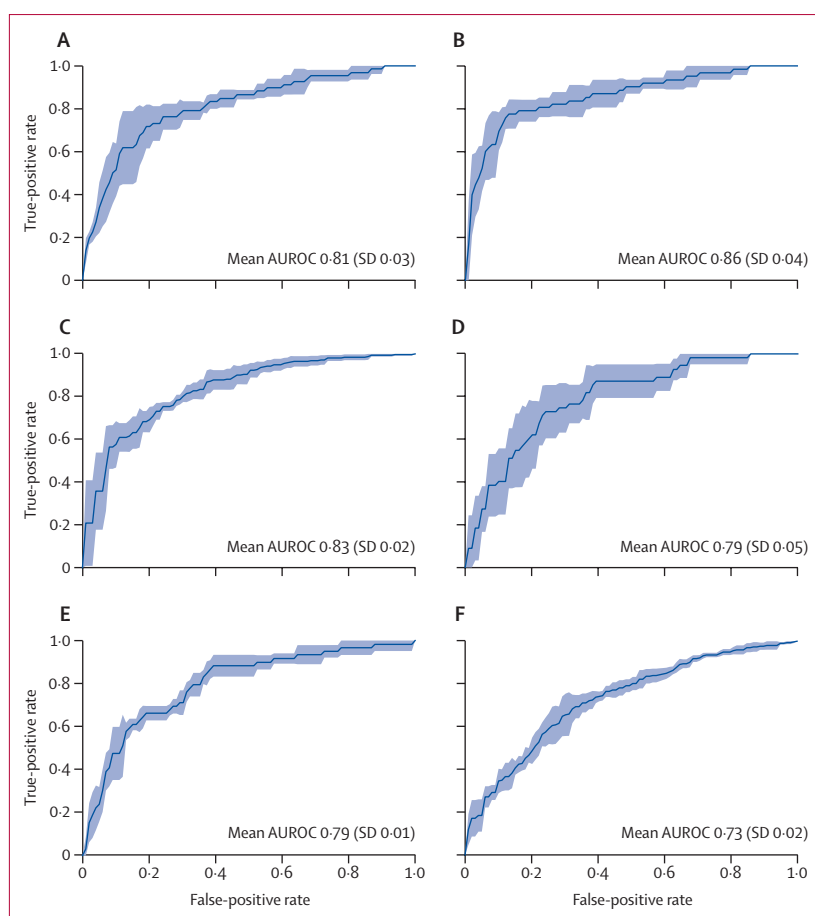 A
B
1·0
0·8
0·6
0·4
0·2
0
True-positive rate
Mean AUROC 0·81 (SD 0·03)
Mean AUROC 0·86 (SD 0·04)
C
D
1·0
0·8
0·6
0·4
0·2
0
True-positive rate
Mean AUROC 0·83 (SD 0·02)
Mean AUROC 0·79 (SD 0·05)
E
F
1·0
0·8
0·6
0·4
0·2
0
True-positive rate
Mean AUROC 0·79 (SD 0·01)
Mean AUROC 0·73 (SD 0·02)
0 0·2 0·4 0·6 0·8 1·0
0 0·2 0·4 0·6 0·8 1·0
False-positive rate
False-positive rate